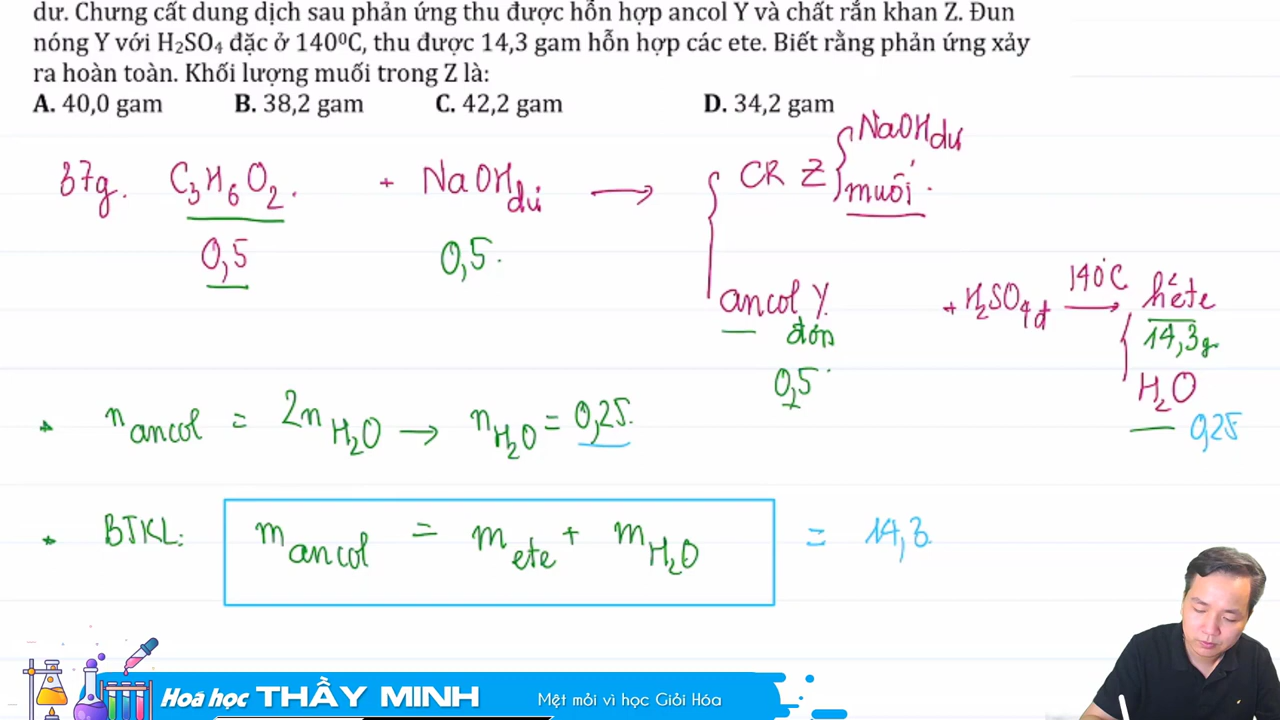 dư. Chưng cất dung dịch sau phản ứng thu được hỗn hợp ancol Y và chất rắn khan Z. Đun
nóng Y với H₂SO₄ đặc ở 140⁰C, thu được 14,3 gam hỗn hợp các ete. Biết rằng phản ứng xảy
ra hoàn toàn. Khối lượng muối trong Z là:
A. 40,0 gam B. 38,2 gam C. 42,2 gam D. 34,2 gam
37g. C₃H₆O₂. + NaOH dư → CR Z NaOH dư
muối.
0,5 0,5.
ancol Y. + H₂SO₄ đ 140°C → hh ete
đơn 14,3g.
0,5 H₂O
0,25
n ancol = 2n H₂O → n H₂O = 0,25.
BTKL: m ancol = m ete + m H₂O = 14,3
Hoá học THẦY MINH Mệt mỏi vì học Giỏi Hóa